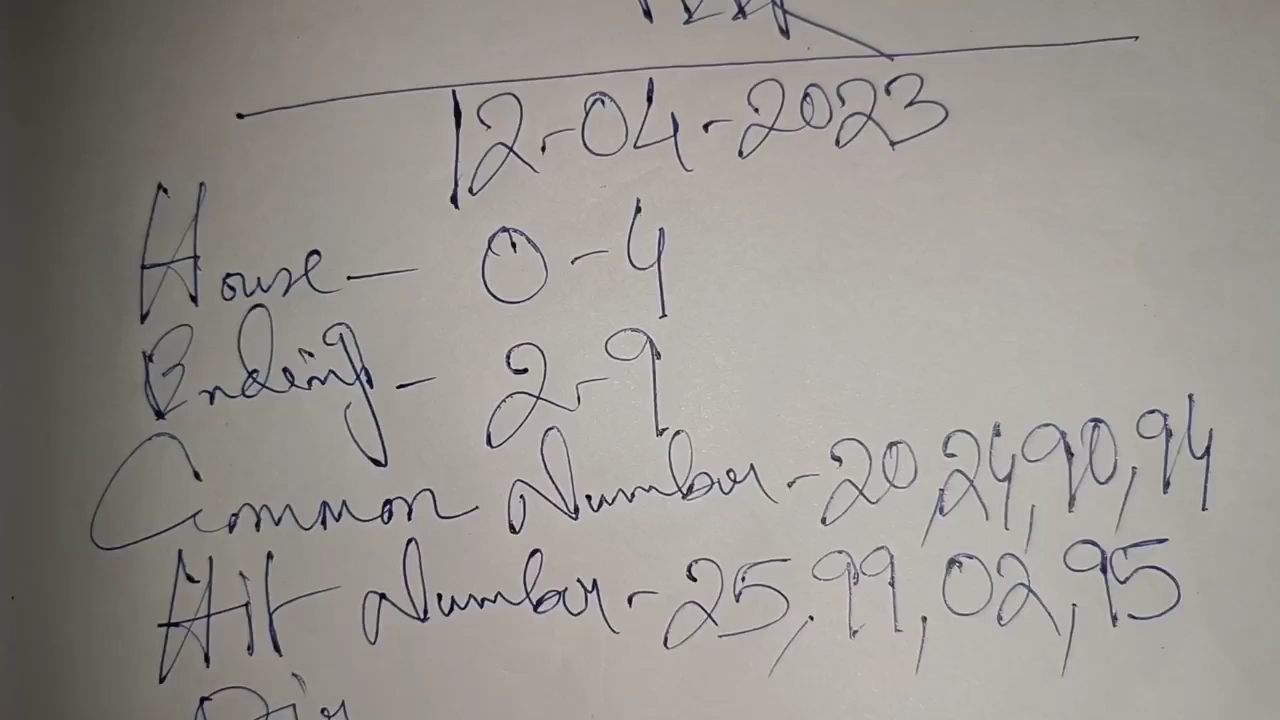 12-04-2023
House - 0-4
Ending - 2-9
Common Number - 20,24,90,94
Hit Number - 25,99,02,95